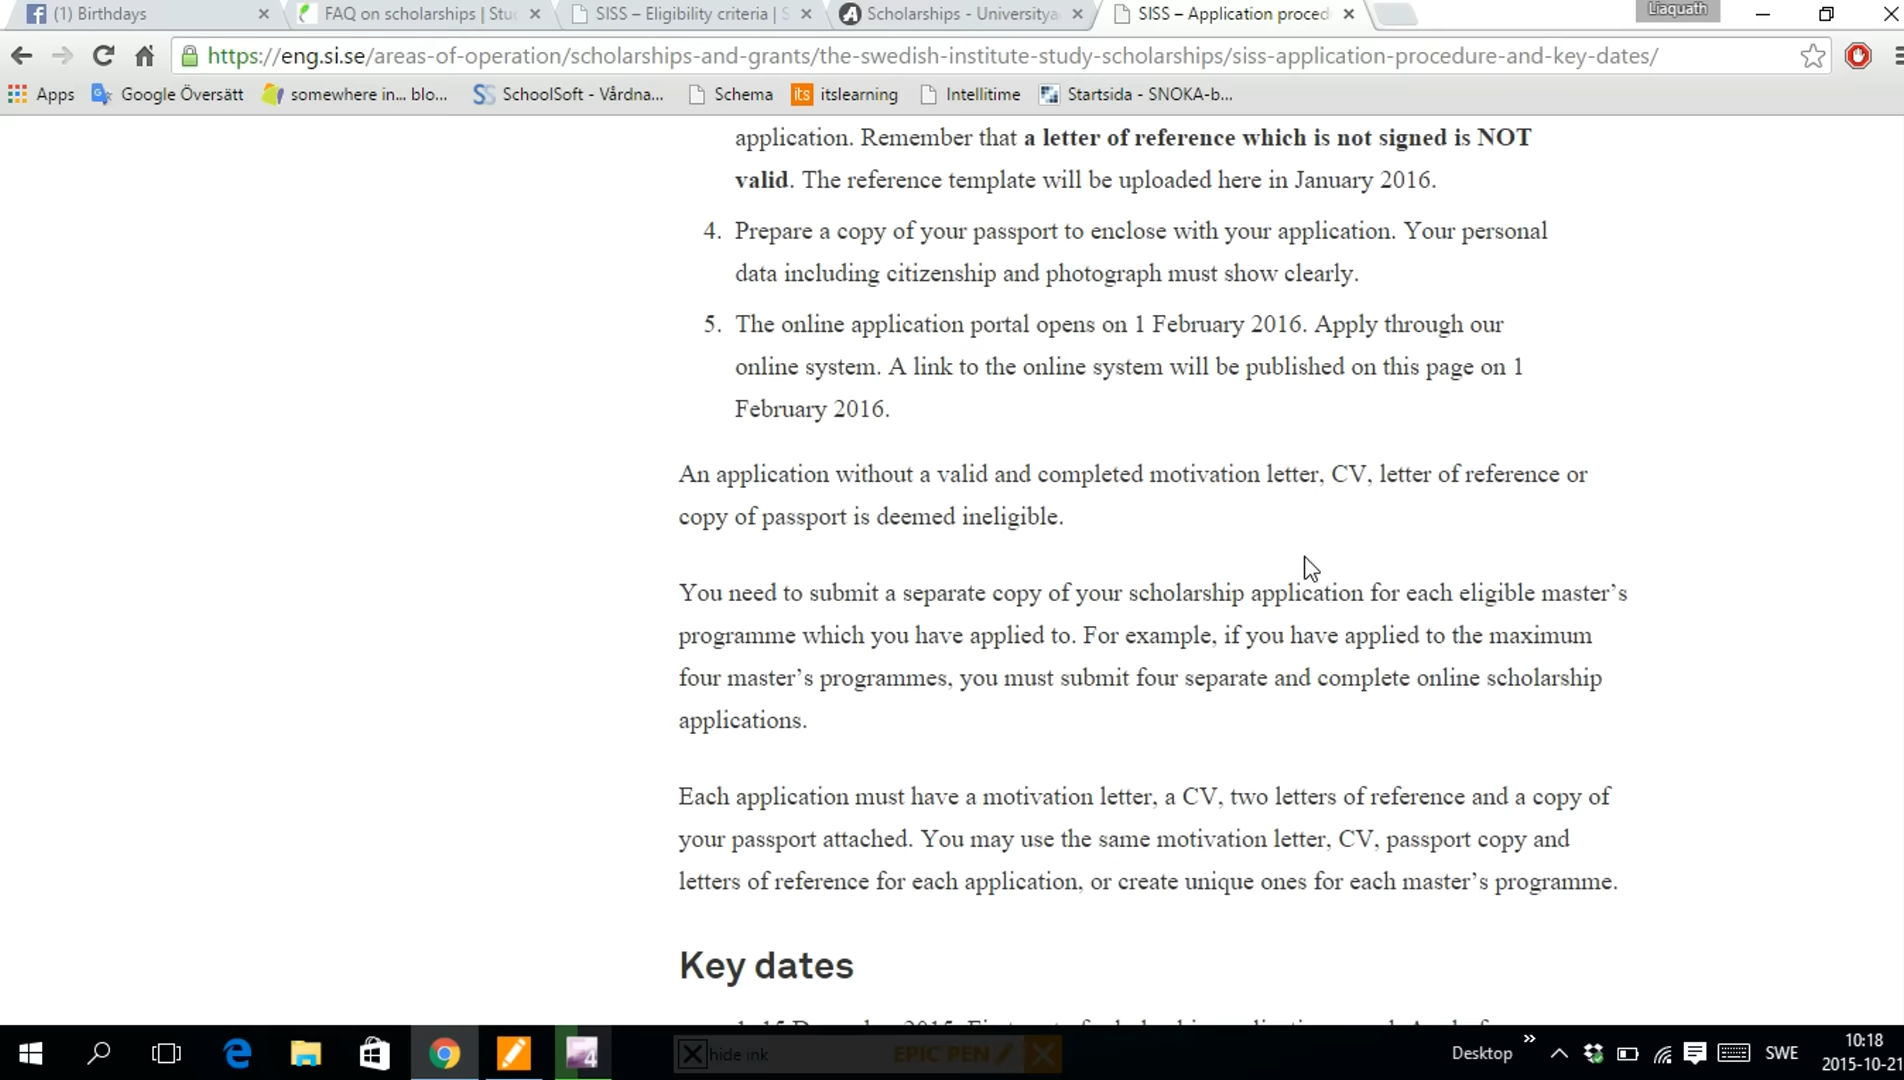 (1) Birthdays
FAQ on scholarships | Stu
SISS – Eligibility criteria | S
Scholarships - Universitya
SISS – Application proced
Liaquath
https://eng.si.se/areas-of-operation/scholarships-and-grants/the-swedish-institute-study-scholarships/siss-application-procedure-and-key-dates/
Apps
Google Översätt
somewhere in... blo...
SchoolSoft - Vårdna...
Schema
its itslearning
Intellitime
Startsida - SNOKA-b...
application. Remember that a letter of reference which is not signed is NOT
valid. The reference template will be uploaded here in January 2016.
4. Prepare a copy of your passport to enclose with your application. Your personal
data including citizenship and photograph must show clearly.
5. The online application portal opens on 1 February 2016. Apply through our
online system. A link to the online system will be published on this page on 1
February 2016.
An application without a valid and completed motivation letter, CV, letter of reference or
copy of passport is deemed ineligible.
You need to submit a separate copy of your scholarship application for each eligible master’s
programme which you have applied to. For example, if you have applied to the maximum
four master’s programmes, you must submit four separate and complete online scholarship
applications.
Each application must have a motivation letter, a CV, two letters of reference and a copy of
your passport attached. You may use the same motivation letter, CV, passport copy and
letters of reference for each application, or create unique ones for each master’s programme.
Key dates
4
hide ink
EPIC PEN
Desktop
SWE
10:18
2015-10-21